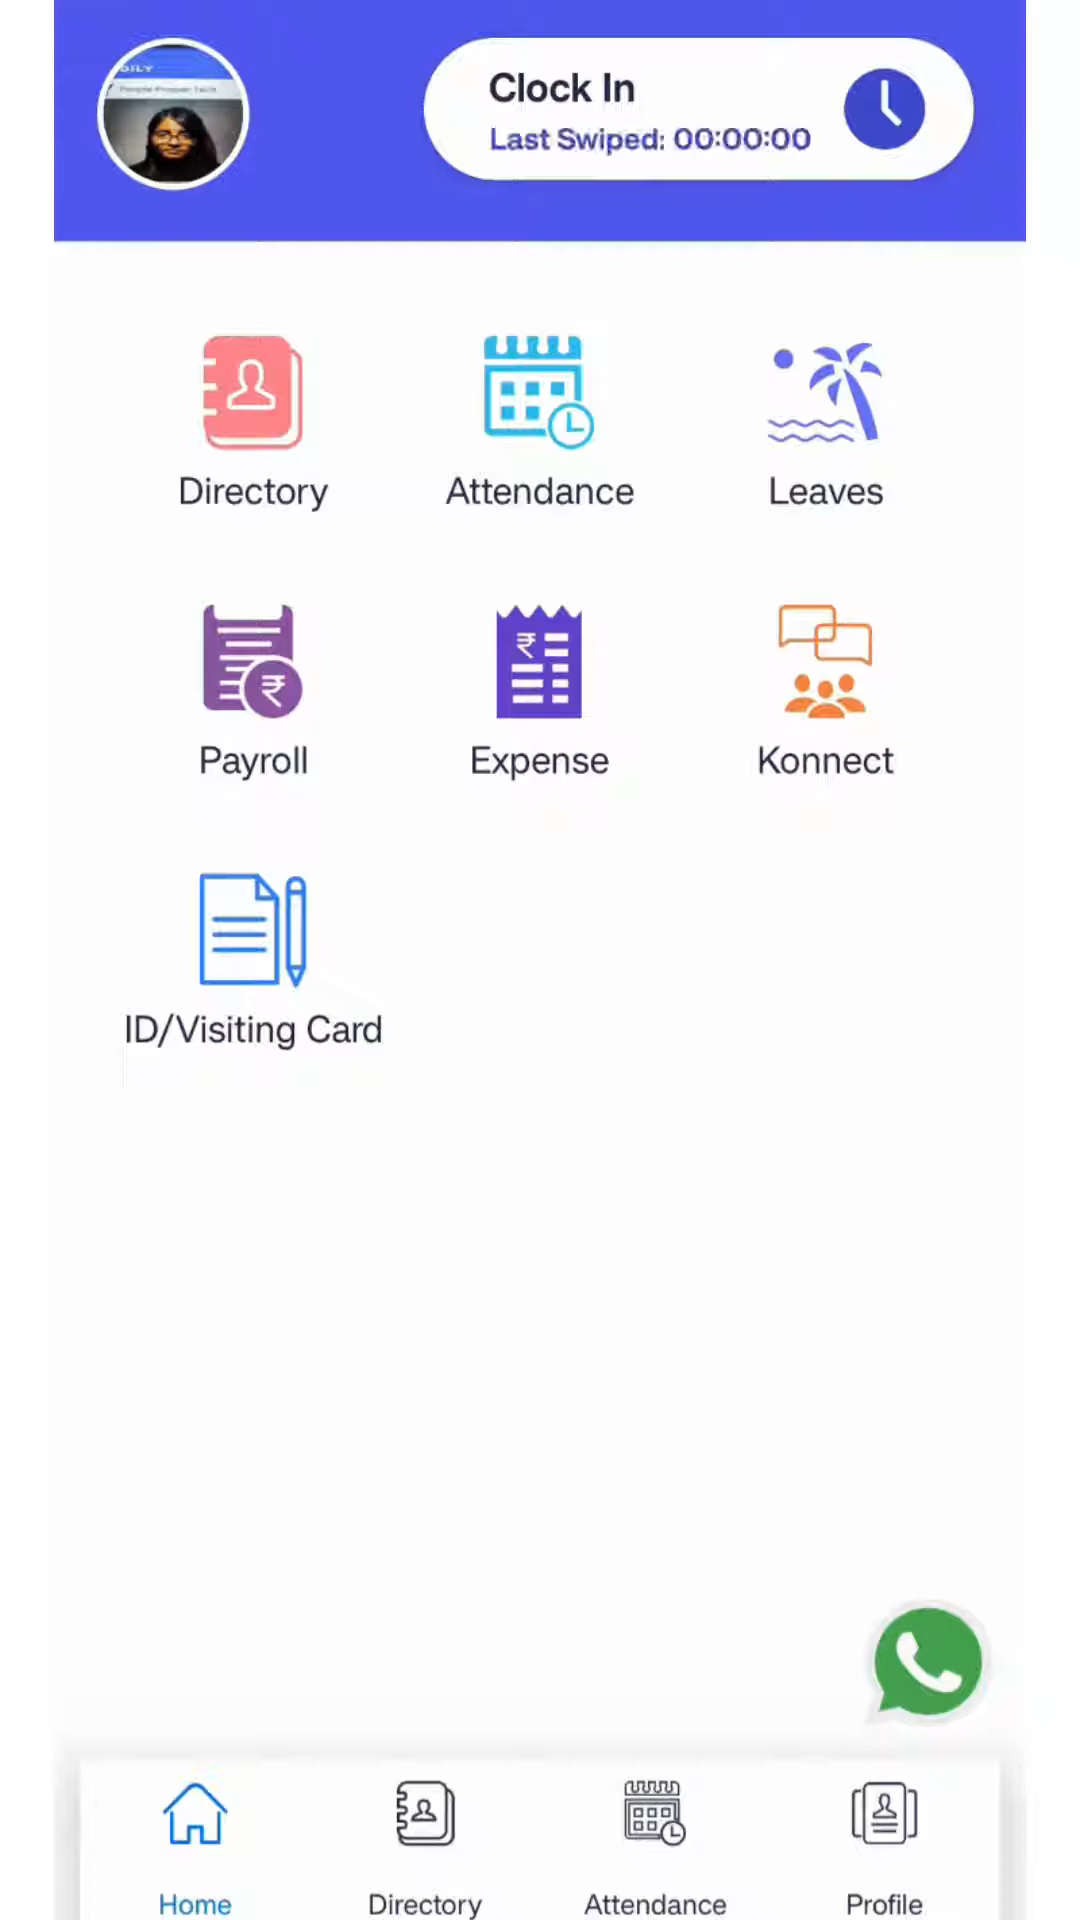 Clock In
Last Swiped: 00:00:00
Directory
Attendance
Leaves
₹
₹
Payroll
Expense
Konnect
ID/Visiting Card
Home
Directory
Attendance
Profile